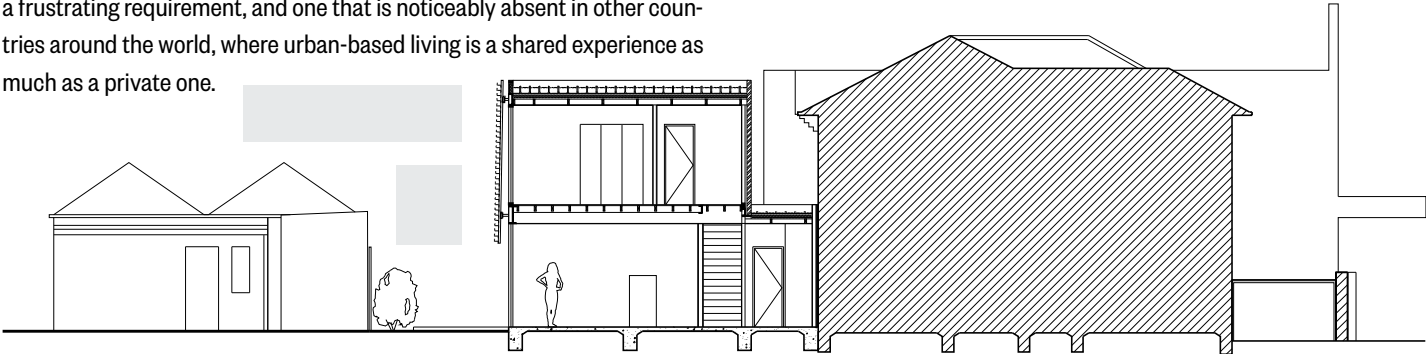 a frustrating requirement, and one that is noticeably absent in other coun-
tries around the world, where urban-based living is a shared experience as
much as a private one.